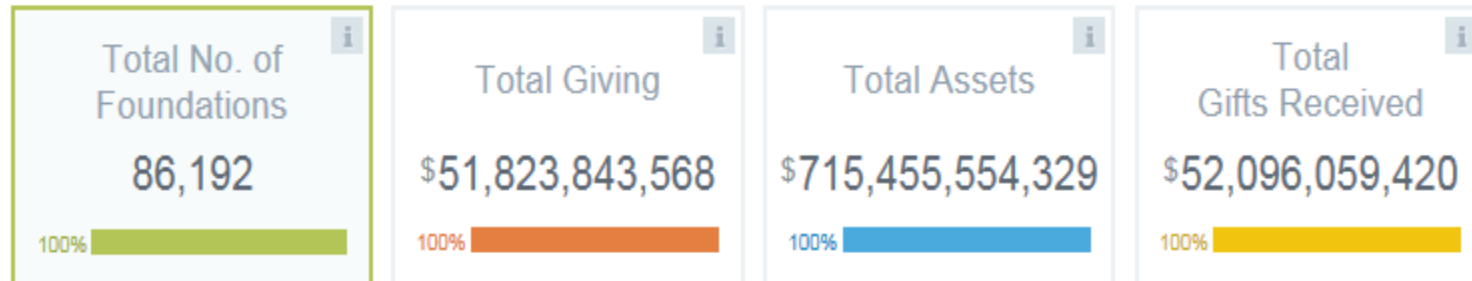 Total No. of
Foundations
i
86,192
100%
Total Giving
i
$51,823,843,568
100%
Total Assets
i
$715,455,554,329
100%
Total
Gifts Received
i
$52,096,059,420
100%